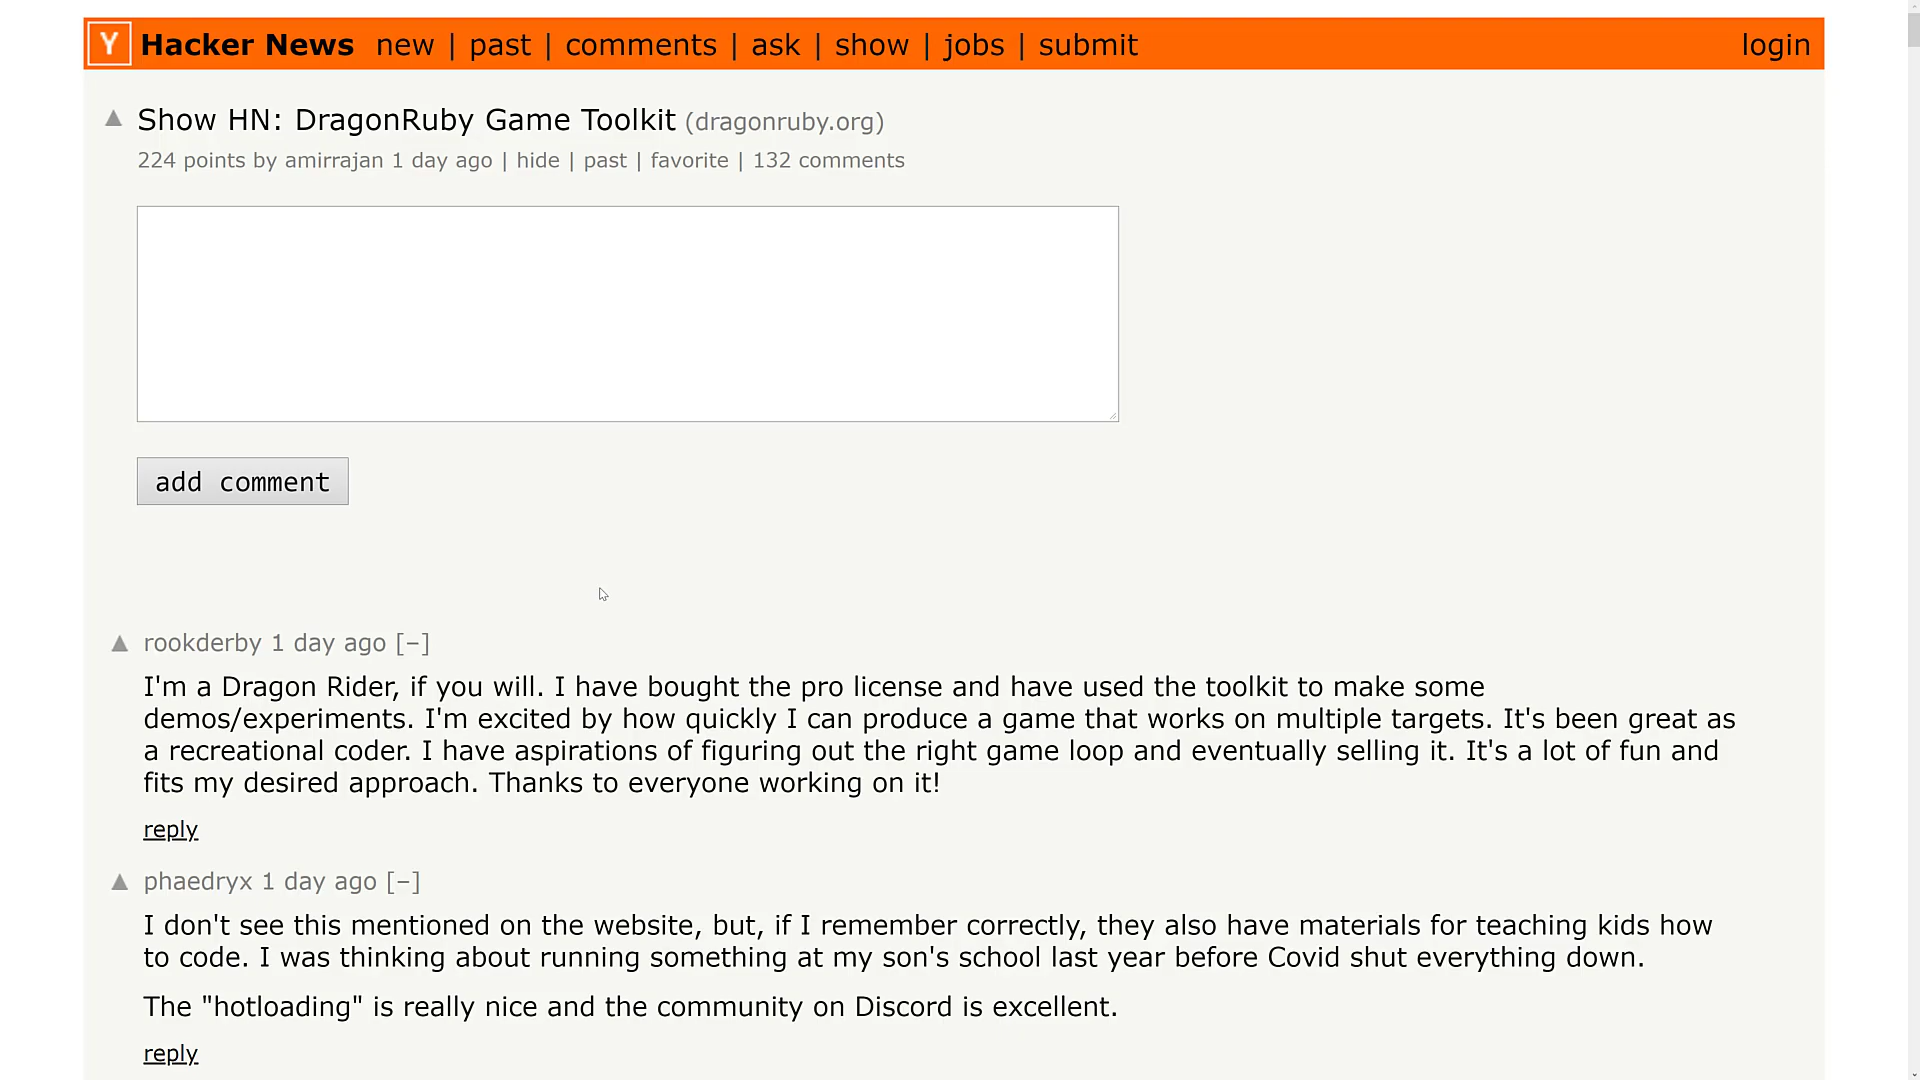 Y Hacker News new | past | comments | ask | show | jobs | submit login
▲ Show HN: DragonRuby Game Toolkit (dragonruby.org)
224 points by amirrajan 1 day ago | hide | past | favorite | 132 comments
add comment
▲ rookderby 1 day ago [–]
I'm a Dragon Rider, if you will. I have bought the pro license and have used the toolkit to make some
demos/experiments. I'm excited by how quickly I can produce a game that works on multiple targets. It's been great as
a recreational coder. I have aspirations of figuring out the right game loop and eventually selling it. It's a lot of fun and
fits my desired approach. Thanks to everyone working on it!
reply
▲ phaedryx 1 day ago [–]
I don't see this mentioned on the website, but, if I remember correctly, they also have materials for teaching kids how
to code. I was thinking about running something at my son's school last year before Covid shut everything down.
The "hotloading" is really nice and the community on Discord is excellent.
reply